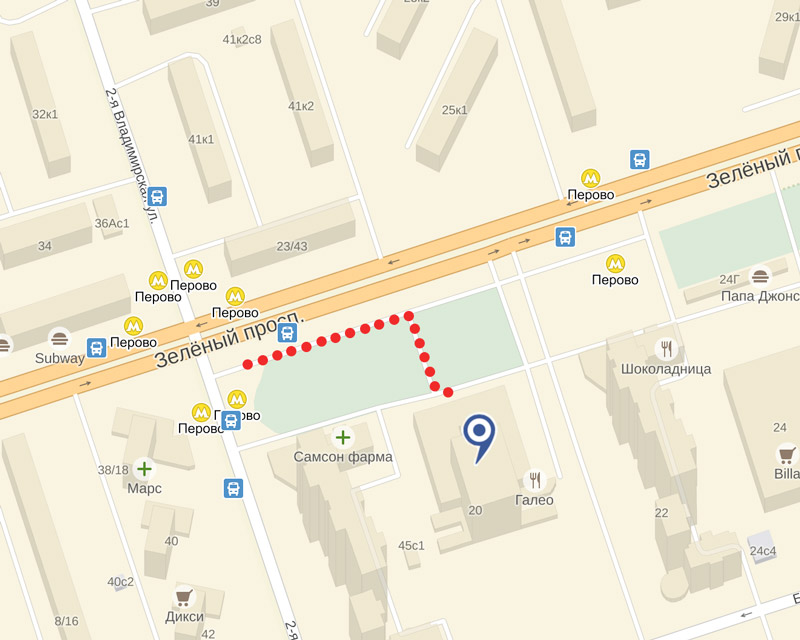 39
28к2
29к1
41к2с8
32к1
41к2
25к1
41к1
2-я Владимирская ул.
Перово
Зелёный п
36Ас1
34
23/43
Перово
Перово
Перово
Перово
24Г
Папа Джонс
Перово
Зелёный просп.
Subway
Шоколадница
Перово
Перово
24
Самсон фарма
38/18
Марс
Billa
Галео
20
22
40
45с1
24с4
40с2
Дикси
8/16
42
2-я
Б